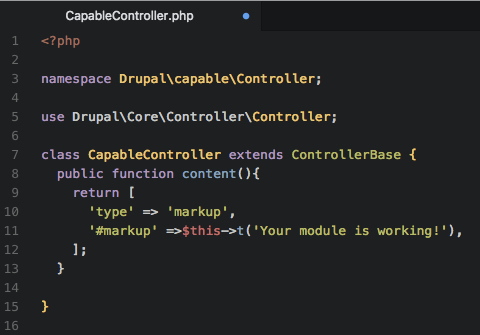 CapableController.php
1 <?php
2
3 namespace Drupal\capable\Controller;
4
5 use Drupal\Core\Controller\Controller;
6
7 class CapableController extends ControllerBase {
8   public function content(){
9     return [
10       'type' => 'markup',
11       '#markup' =>$this->t('Your module is working!'),
12     ];
13   }
14
15 }
16